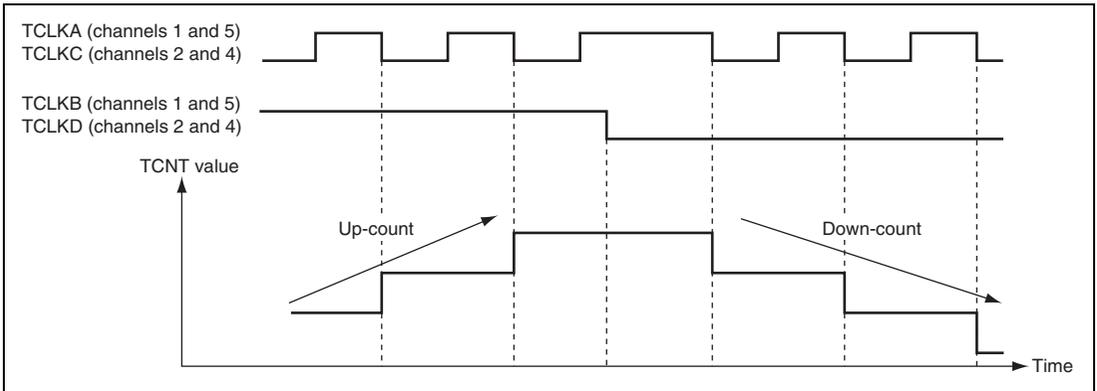 TCLKA (channels 1 and 5)
TCLKC (channels 2 and 4)
TCLKB (channels 1 and 5)
TCLKD (channels 2 and 4)
TCNT value
Up-count
Down-count
Time